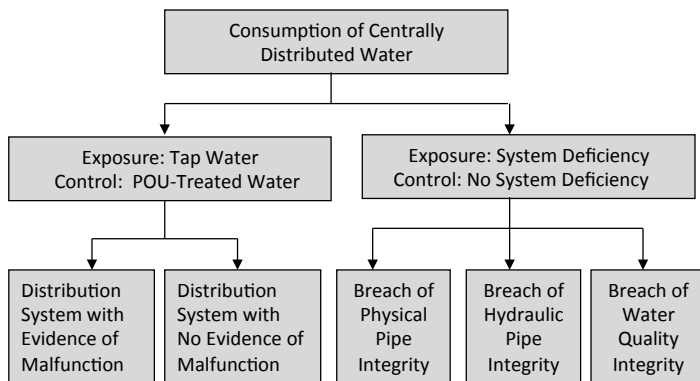 Consumption of Centrally
Distributed Water
Exposure: Tap Water
Control: POU-Treated Water
Exposure: System Deficiency
Control: No System Deficiency
Distribution
System with
Evidence of
Malfunction
Distribution
System with
No Evidence of
Malfunction
Breach of
Physical
Pipe
Integrity
Breach of
Hydraulic
Pipe
Integrity
Breach of
Water
Quality
Integrity